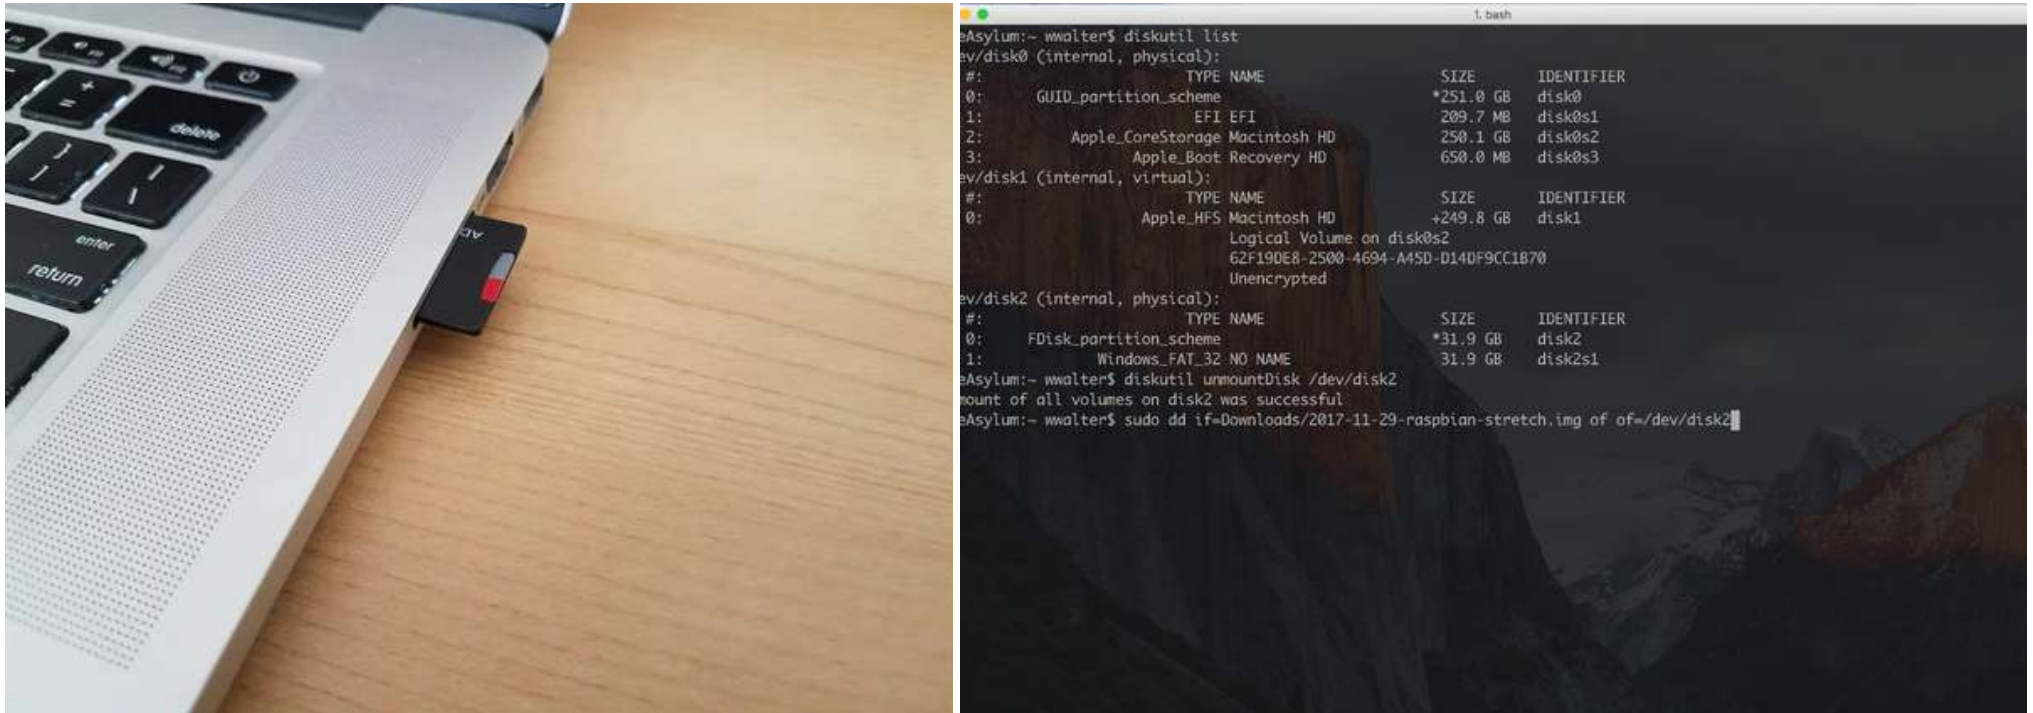 delete
enter
return
AD
1. bash
eAsylum:~ wwalter$ diskutil list
ev/disk0 (internal, physical):
#: TYPE NAME SIZE IDENTIFIER
0: GUID_partition_scheme *251.0 GB disk0
1: EFI EFI 209.7 MB disk0s1
2: Apple_CoreStorage Macintosh HD 250.1 GB disk0s2
3: Apple_Boot Recovery HD 650.0 MB disk0s3
ev/disk1 (internal, virtual):
#: TYPE NAME SIZE IDENTIFIER
0: Apple_HFS Macintosh HD +249.8 GB disk1
Logical Volume on disk0s2
62F19DE8-2500-4694-A45D-D14DF9CC1B70
Unencrypted
ev/disk2 (internal, physical):
#: TYPE NAME SIZE IDENTIFIER
0: FDisk_partition_scheme *31.9 GB disk2
1: Windows_FAT_32 NO NAME 31.9 GB disk2s1
eAsylum:~ wwalter$ diskutil unmountDisk /dev/disk2
mount of all volumes on disk2 was successful
eAsylum:~ wwalter$ sudo dd if=Downloads/2017-11-29-raspbian-stretch.img of of=/dev/disk2